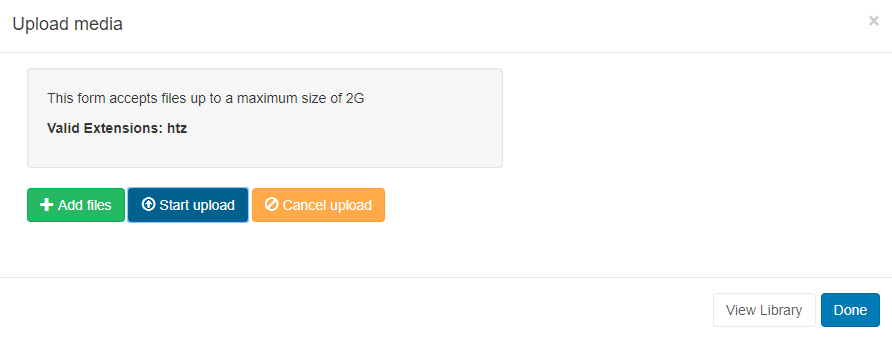 Upload media
×
This form accepts files up to a maximum size of 2G
Valid Extensions: htz
Add files
Start upload
Cancel upload
View Library
Done